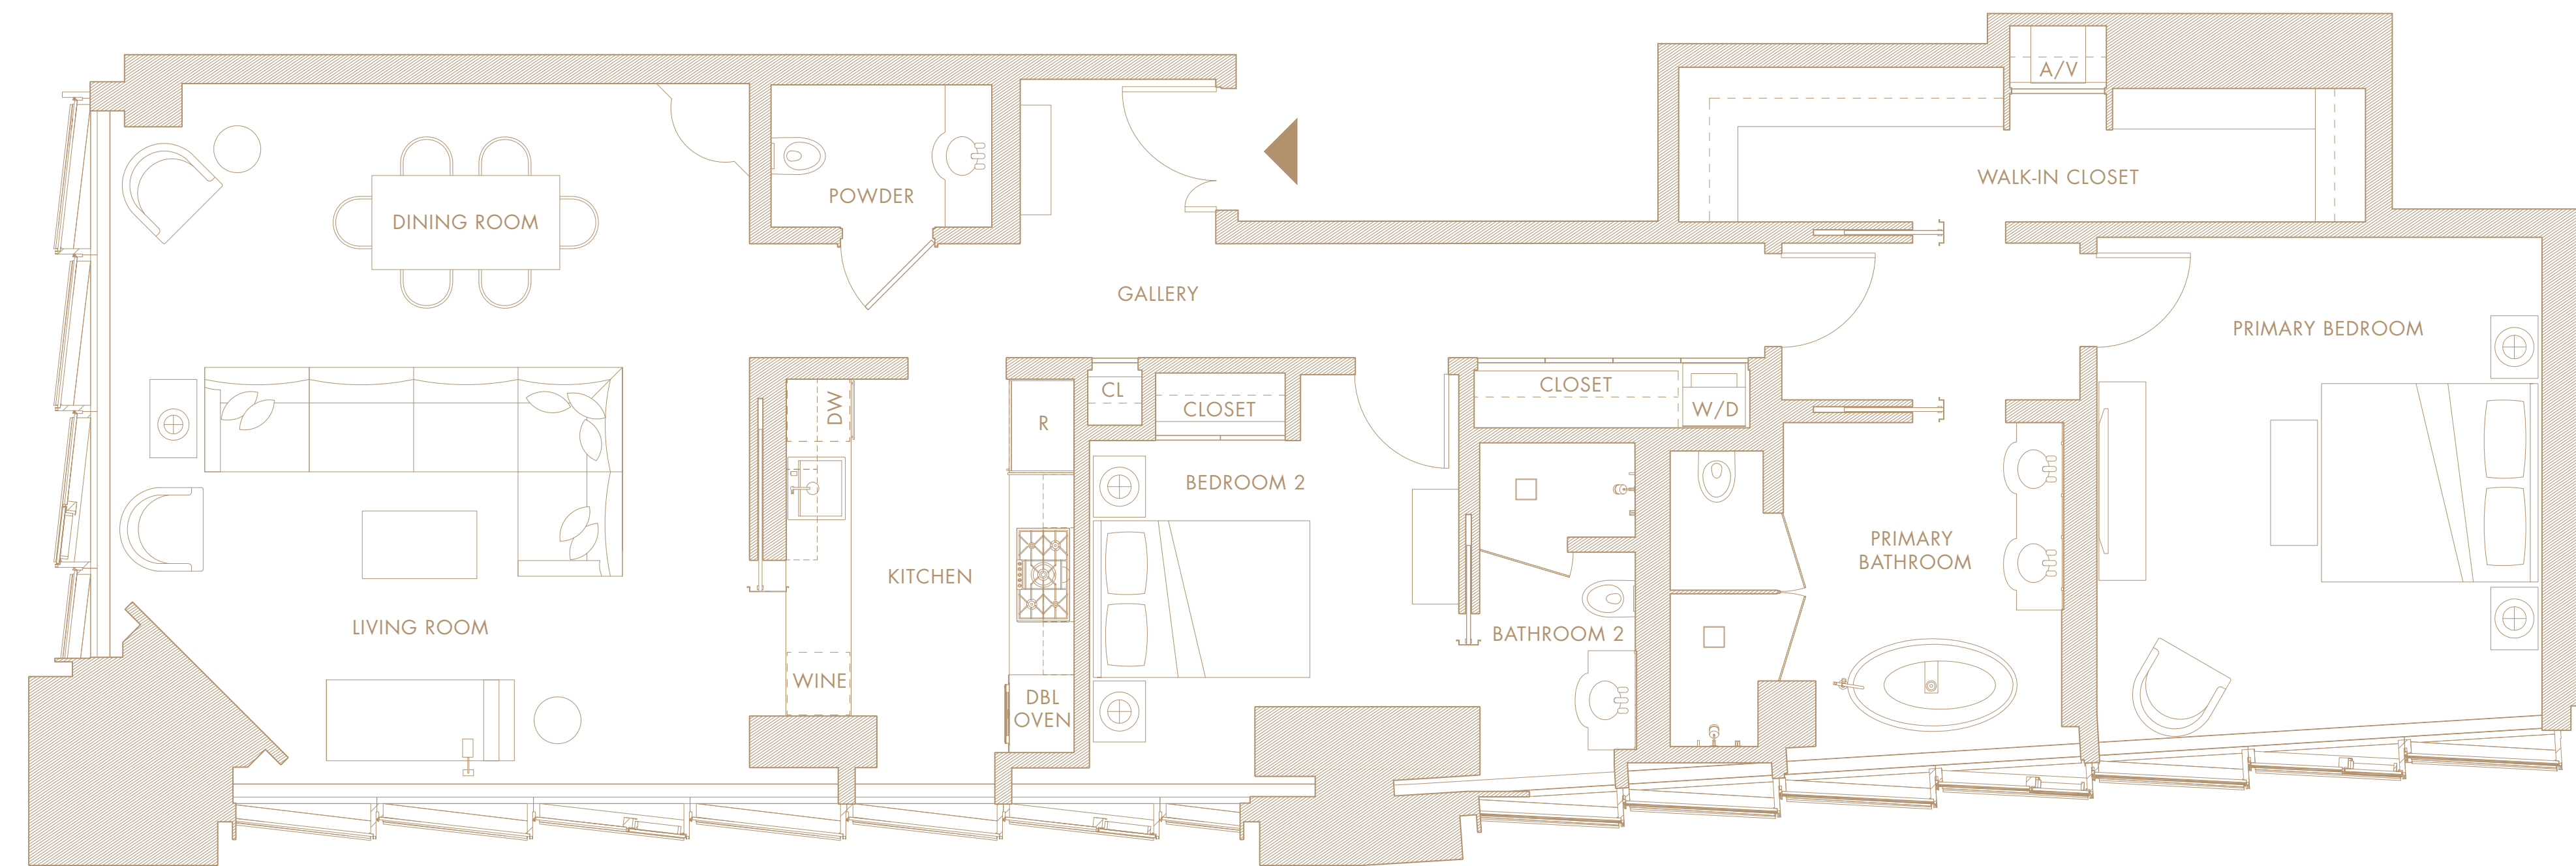 A/V
WALK-IN CLOSET
POWDER
DINING ROOM
GALLERY
PRIMARY BEDROOM
CL
CLOSET
CLOSET
W/D
DW
R
BEDROOM 2
KITCHEN
PRIMARY
BATHROOM
LIVING ROOM
BATHROOM 2
WINE
DBL
OVEN